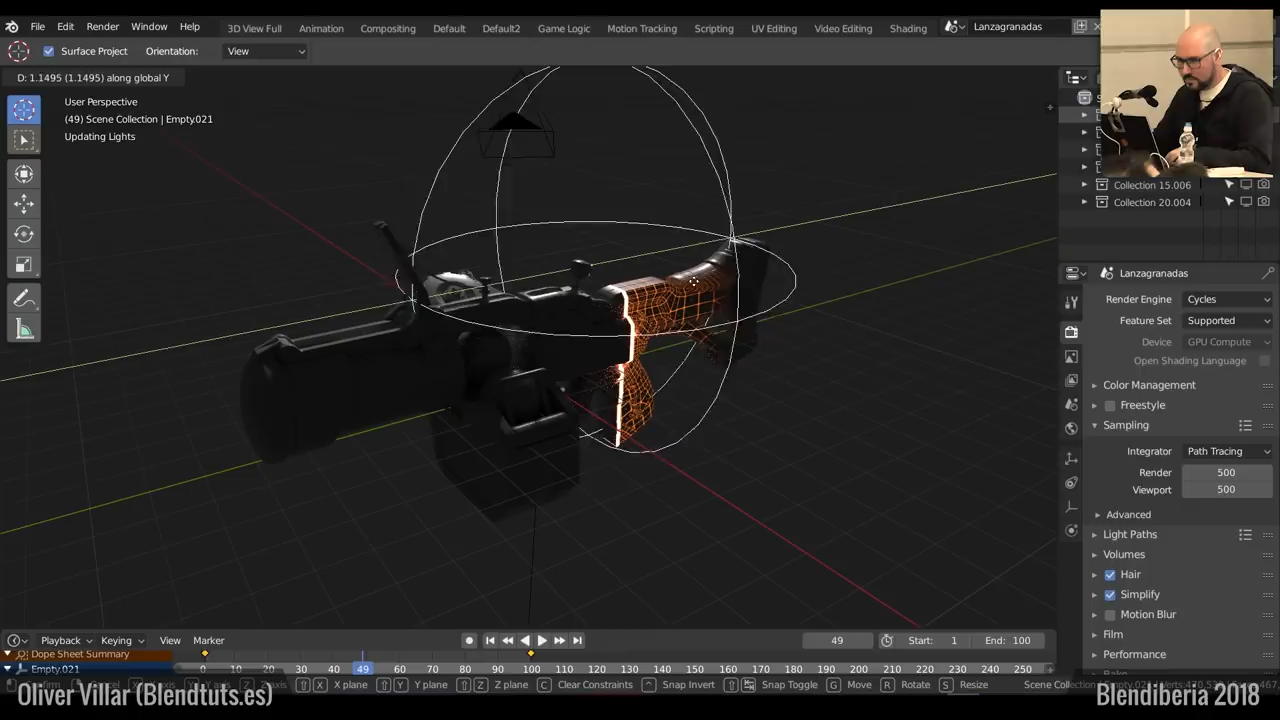 File Edit Render Window Help 3D View Full Animation Compositing Default Default2 Game Logic Motion Tracking Scripting UV Editing Video Editing Shading Lanzagranadas
Surface Project Orientation: View
D: 1.1495 (1.1495) along global Y
User Perspective
(49) Scene Collection | Empty.021
Updating Lights
Collection 15.006
Collection 20.004
Lanzagranadas
Render Engine Cycles
Feature Set Supported
Device GPU Compute
Open Shading Language
Color Management
Freestyle
Sampling
Integrator Path Tracing
Render 500
Viewport 500
Advanced
Light Paths
Volumes
Hair
Simplify
Motion Blur
Film
Performance
Playback Keying View Marker 49 Start: 1 End: 100
Dope Sheet Summary
Empty.021 10 20 30 40 49 60 70 80 90 100 110 120 130 140 150 160 170 180 190 200 210 220 230 240 250
X plane Y plane Z plane C Clear Constraints Snap Invert Snap Toggle G Move R Rotate S Resize
Oliver Villar (Blendtuts.es)
Blendiberia 2018